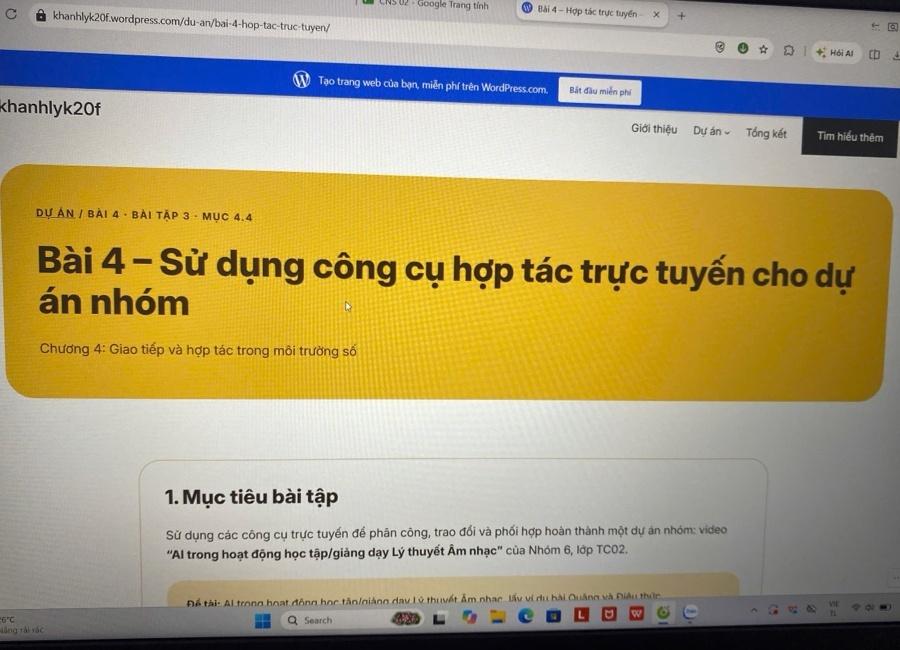 CNS 02 - Google Trang tính
Bài 4 – Hợp tác trực tuyến
khanhlyk20f.wordpress.com/du-an/bai-4-hop-tac-truc-tuyen/
Hỏi AI
Tạo trang web của bạn, miễn phí trên WordPress.com.
Bắt đầu miễn phí
khanhlyk20f
Giới thiệu
Dự án
Tổng kết
Tìm hiểu thêm
DỰ ÁN / BÀI 4 · BÀI TẬP 3 · MỤC 4.4
Bài 4 – Sử dụng công cụ hợp tác trực tuyến cho dự
án nhóm
Chương 4: Giao tiếp và hợp tác trong môi trường số
1. Mục tiêu bài tập
Sử dụng các công cụ trực tuyến để phân công, trao đổi và phối hợp hoàn thành một dự án nhóm: video
“AI trong hoạt động học tập/giảng dạy Lý thuyết Âm nhạc” của Nhóm 6, lớp TC02.
Đề tài: AI trong hoạt động học tập/giảng dạy Lý thuyết Âm nhạc, lấy ví dụ bài Quãng và Điệu thức
Search
VIE